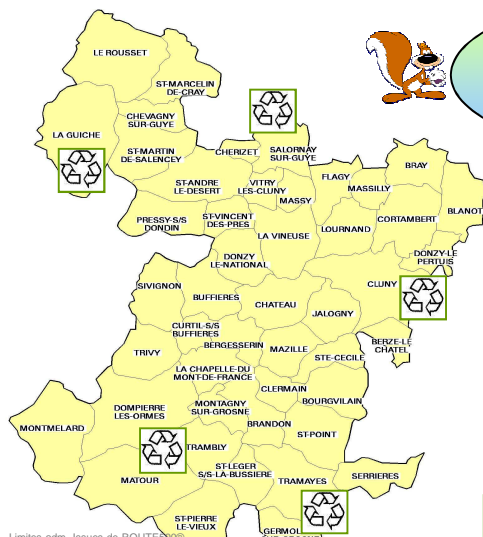 LE ROUSSET
ST-MARCELIN
DE-CRAY
CHEVAGNY
SUR-GUYE
LA GUICHE
ST-MARTIN
DE-SALENCEY
CHERIZET
SALORNAY
SUR-GUYE
ST-ANDRE
LE-DESERT
VITRY
LES-CLUNY
MASSY
FLAGY
MASSILLY
BRAY
BLANOT
CORTAMBERT
PRESSY-S/S
DONDIN
ST-VINCENT
DES-PRES
LA VINEUSE
LOURNAND
DONZY-LE
PERTUIS
DONZY
LE-NATIONAL
SIVIGNON
BUFFIERES
CHATEAU
JALOGNY
CLUNY
CURTIL-S/S
BUFFIERES
BERGESSERIN
MAZILLE
BERZE-LE
CHATEL
TRIVY
STE-CECILE
LA CHAPELLE-DU
MONT-DE-FRANCE
CLERMAIN
BOURGVILAIN
DOMPIERRE
LES-ORMES
MONTAGNY
SUR-GROSNE
BRANDON
MONTMELARD
ST-POINT
TRAMBLY
MATOUR
ST-LEGER
S/S-LA-BUSSIERE
TRAMAYES
SERRIERES
ST-PIERRE
LE-VIEUX